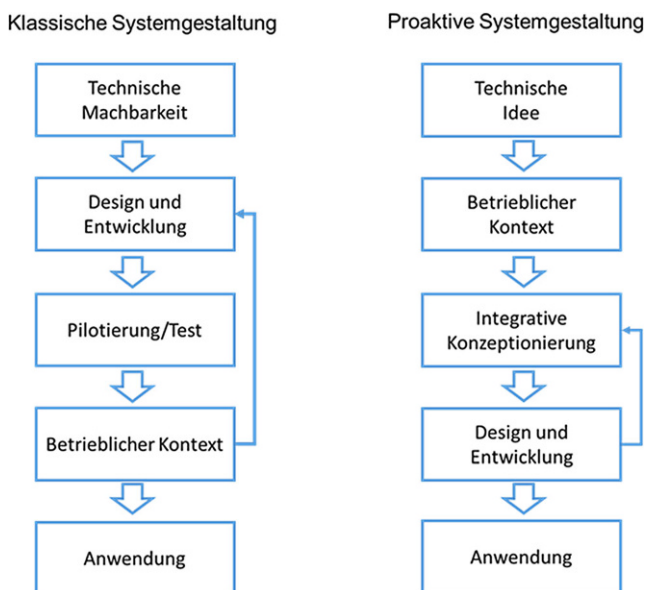 Klassische Systemgestaltung
Technische
Machbarkeit
Design und
Entwicklung
Pilotierung/Test
Betrieblicher Kontext
Anwendung
Proaktive Systemgestaltung
Technische
Idee
Betrieblicher
Kontext
Integrative
Konzeptionierung
Design und
Entwicklung
Anwendung